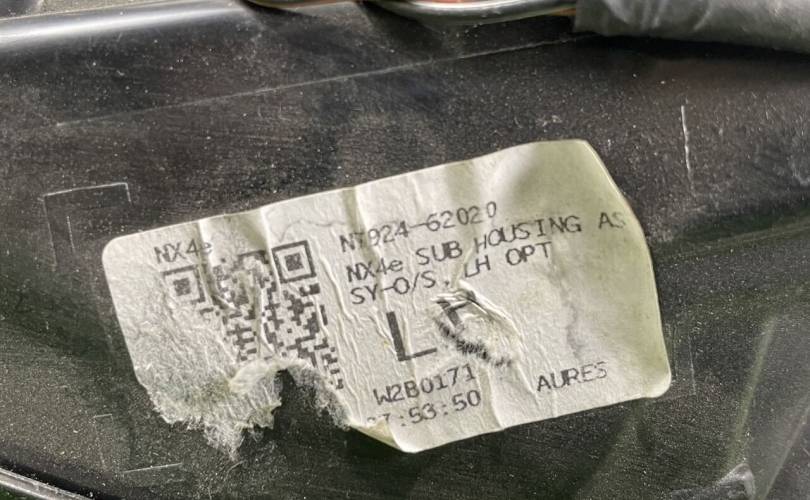 NX4e
N7924-62020
NX4e SUB HOUSING AS
SY-O/S, LH OPT
L
W2B0171
AURES
:53:50